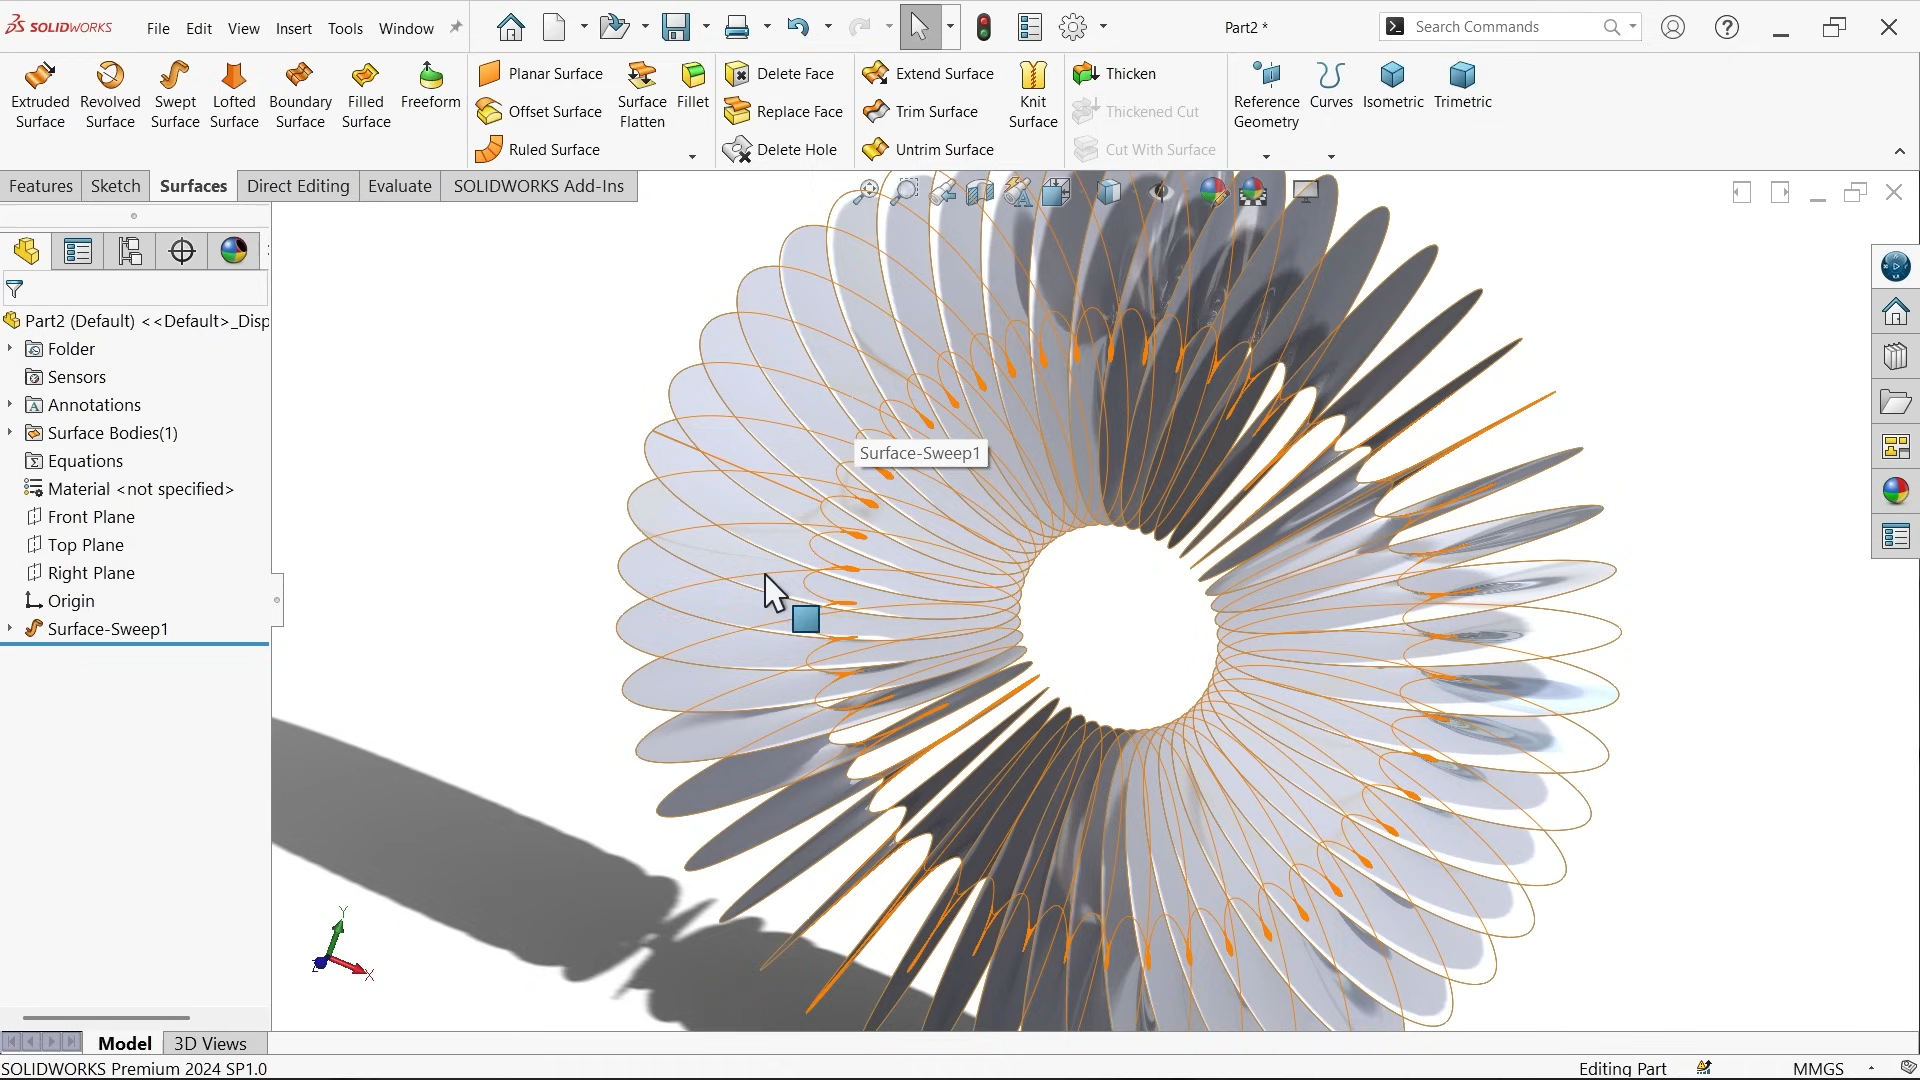 SOLIDWORKS File Edit View Insert Tools Window Part2 * Search Commands
Extruded Surface
Revolved Surface
Swept Surface
Lofted Surface
Boundary Surface
Filled Surface
Freeform
Planar Surface
Offset Surface
Ruled Surface
Surface Flatten
Fillet
Delete Face
Replace Face
Delete Hole
Extend Surface
Trim Surface
Untrim Surface
Knit Surface
Thicken
Thickened Cut
Cut With Surface
Reference Geometry
Curves
Isometric
Trimetric
Features Sketch Surfaces Direct Editing Evaluate SOLIDWORKS Add-Ins
Part2 (Default) <<Default>_Disp
Folder
Sensors
Annotations
Surface Bodies(1)
Equations
Material <not specified>
Front Plane
Top Plane
Right Plane
Origin
Surface-Sweep1
Surface-Sweep1
Y
X
Z
Model 3D Views
SOLIDWORKS Premium 2024 SP1.0 Editing Part MMGS